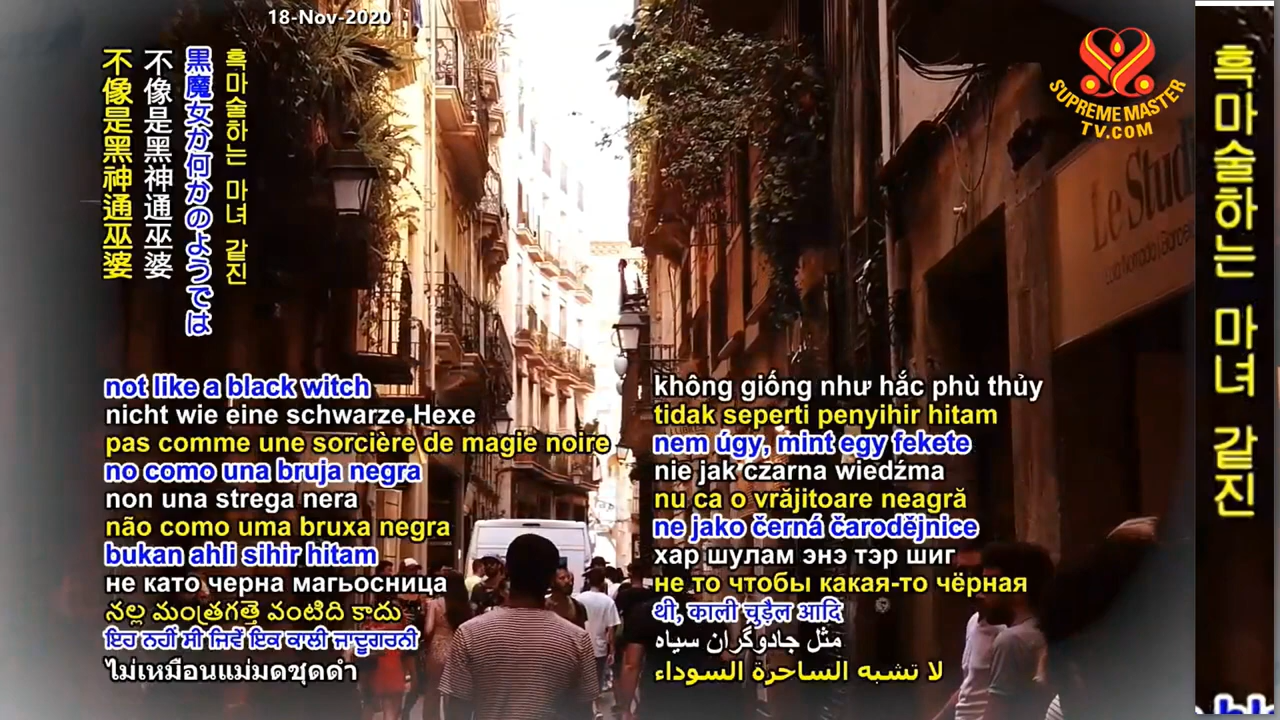 18-Nov-2020
SUPREME MASTER
TV.COM
흑마술하는 마녀 같진
黒魔女か何かのようでは
不像是黑神通巫婆
不像是黑神通巫婆
흑마술하는 마녀 같진
Le Studi
not like a black witch
nicht wie eine schwarze Hexe
pas comme une sorcière de magie noire
no como una bruja negra
non una strega nera
não como uma bruxa negra
bukan ahli sihir hitam
не като черна магьосница
నల్ల మంత్రగత్తె వంటిది కాదు
ਇਹ ਨਹੀਂ ਸੀ ਜਿਵੇਂ ਇਕ ਕਾਲੀ ਜਾਦੂਗਰਨੀ
ไม่เหมือนแม่มดชุดดำ
không giống như hắc phù thủy
tidak seperti penyihir hitam
nem úgy, mint egy fekete
nie jak czarna wiedźma
nu ca o vrăjitoare neagră
ne jako černá čarodějnice
хар шулам энэ тэр шиг
не то чтобы какая-то чёрная
थी, काली चुड़ैल आदि
مثل جادوگران سیاه
لا تشبه الساحرة السوداء